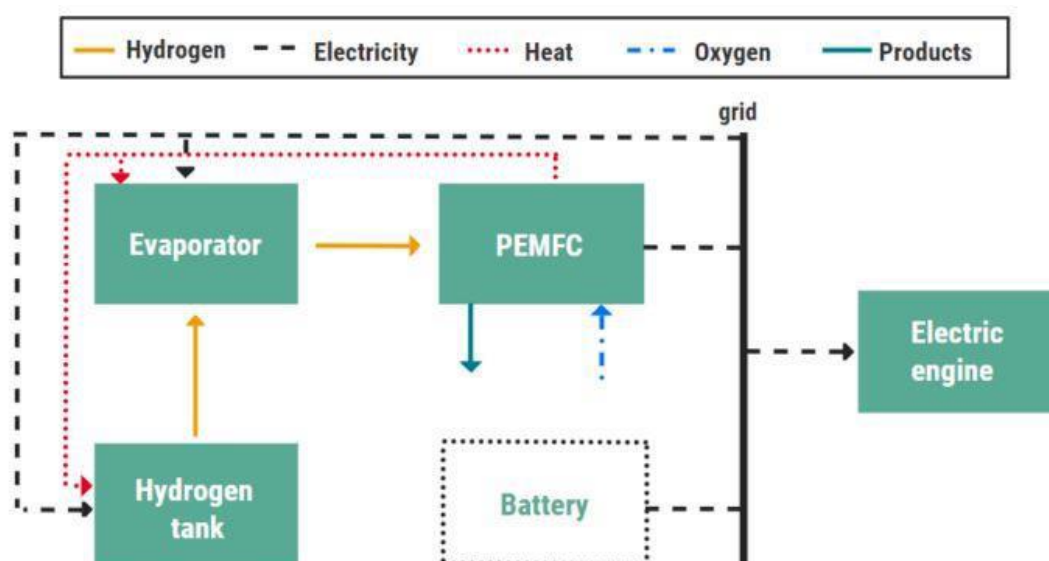 Hydrogen Electricity Heat Oxygen Products
grid
Evaporator
PEMFC
Electric
engine
Hydrogen
tank
Battery